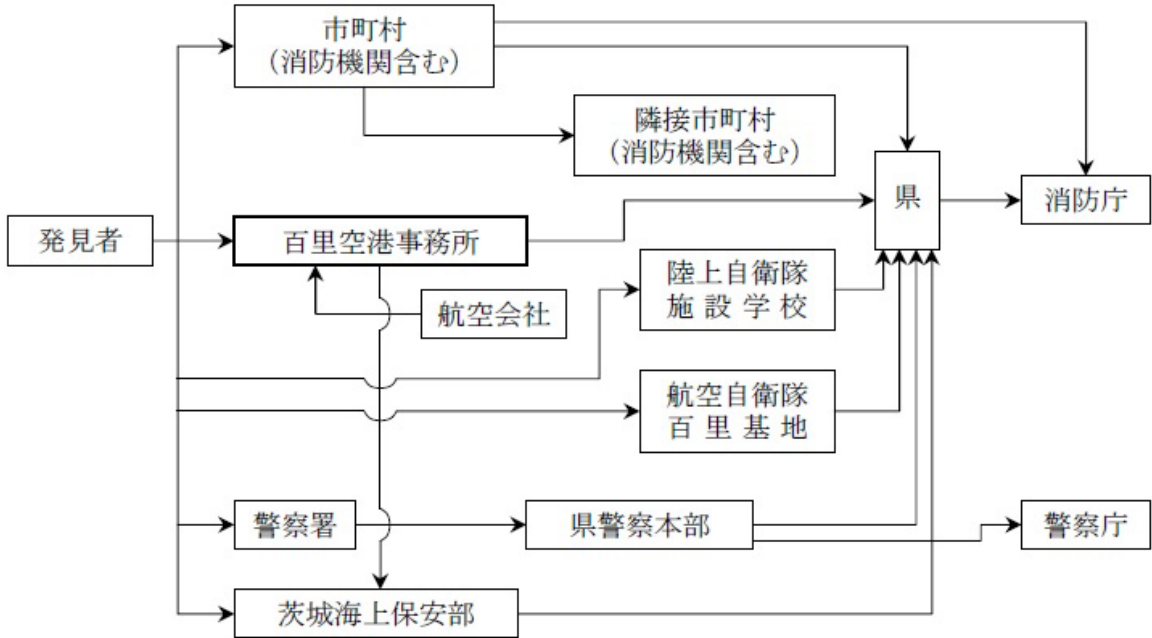 市町村
（消防機関含む）
隣接市町村
（消防機関含む）
県
消防庁
発見者
百里空港事務所
陸上自衛隊
施設学校
航空会社
航空自衛隊
百里基地
警察署
県警察本部
警察庁
茨城海上保安部